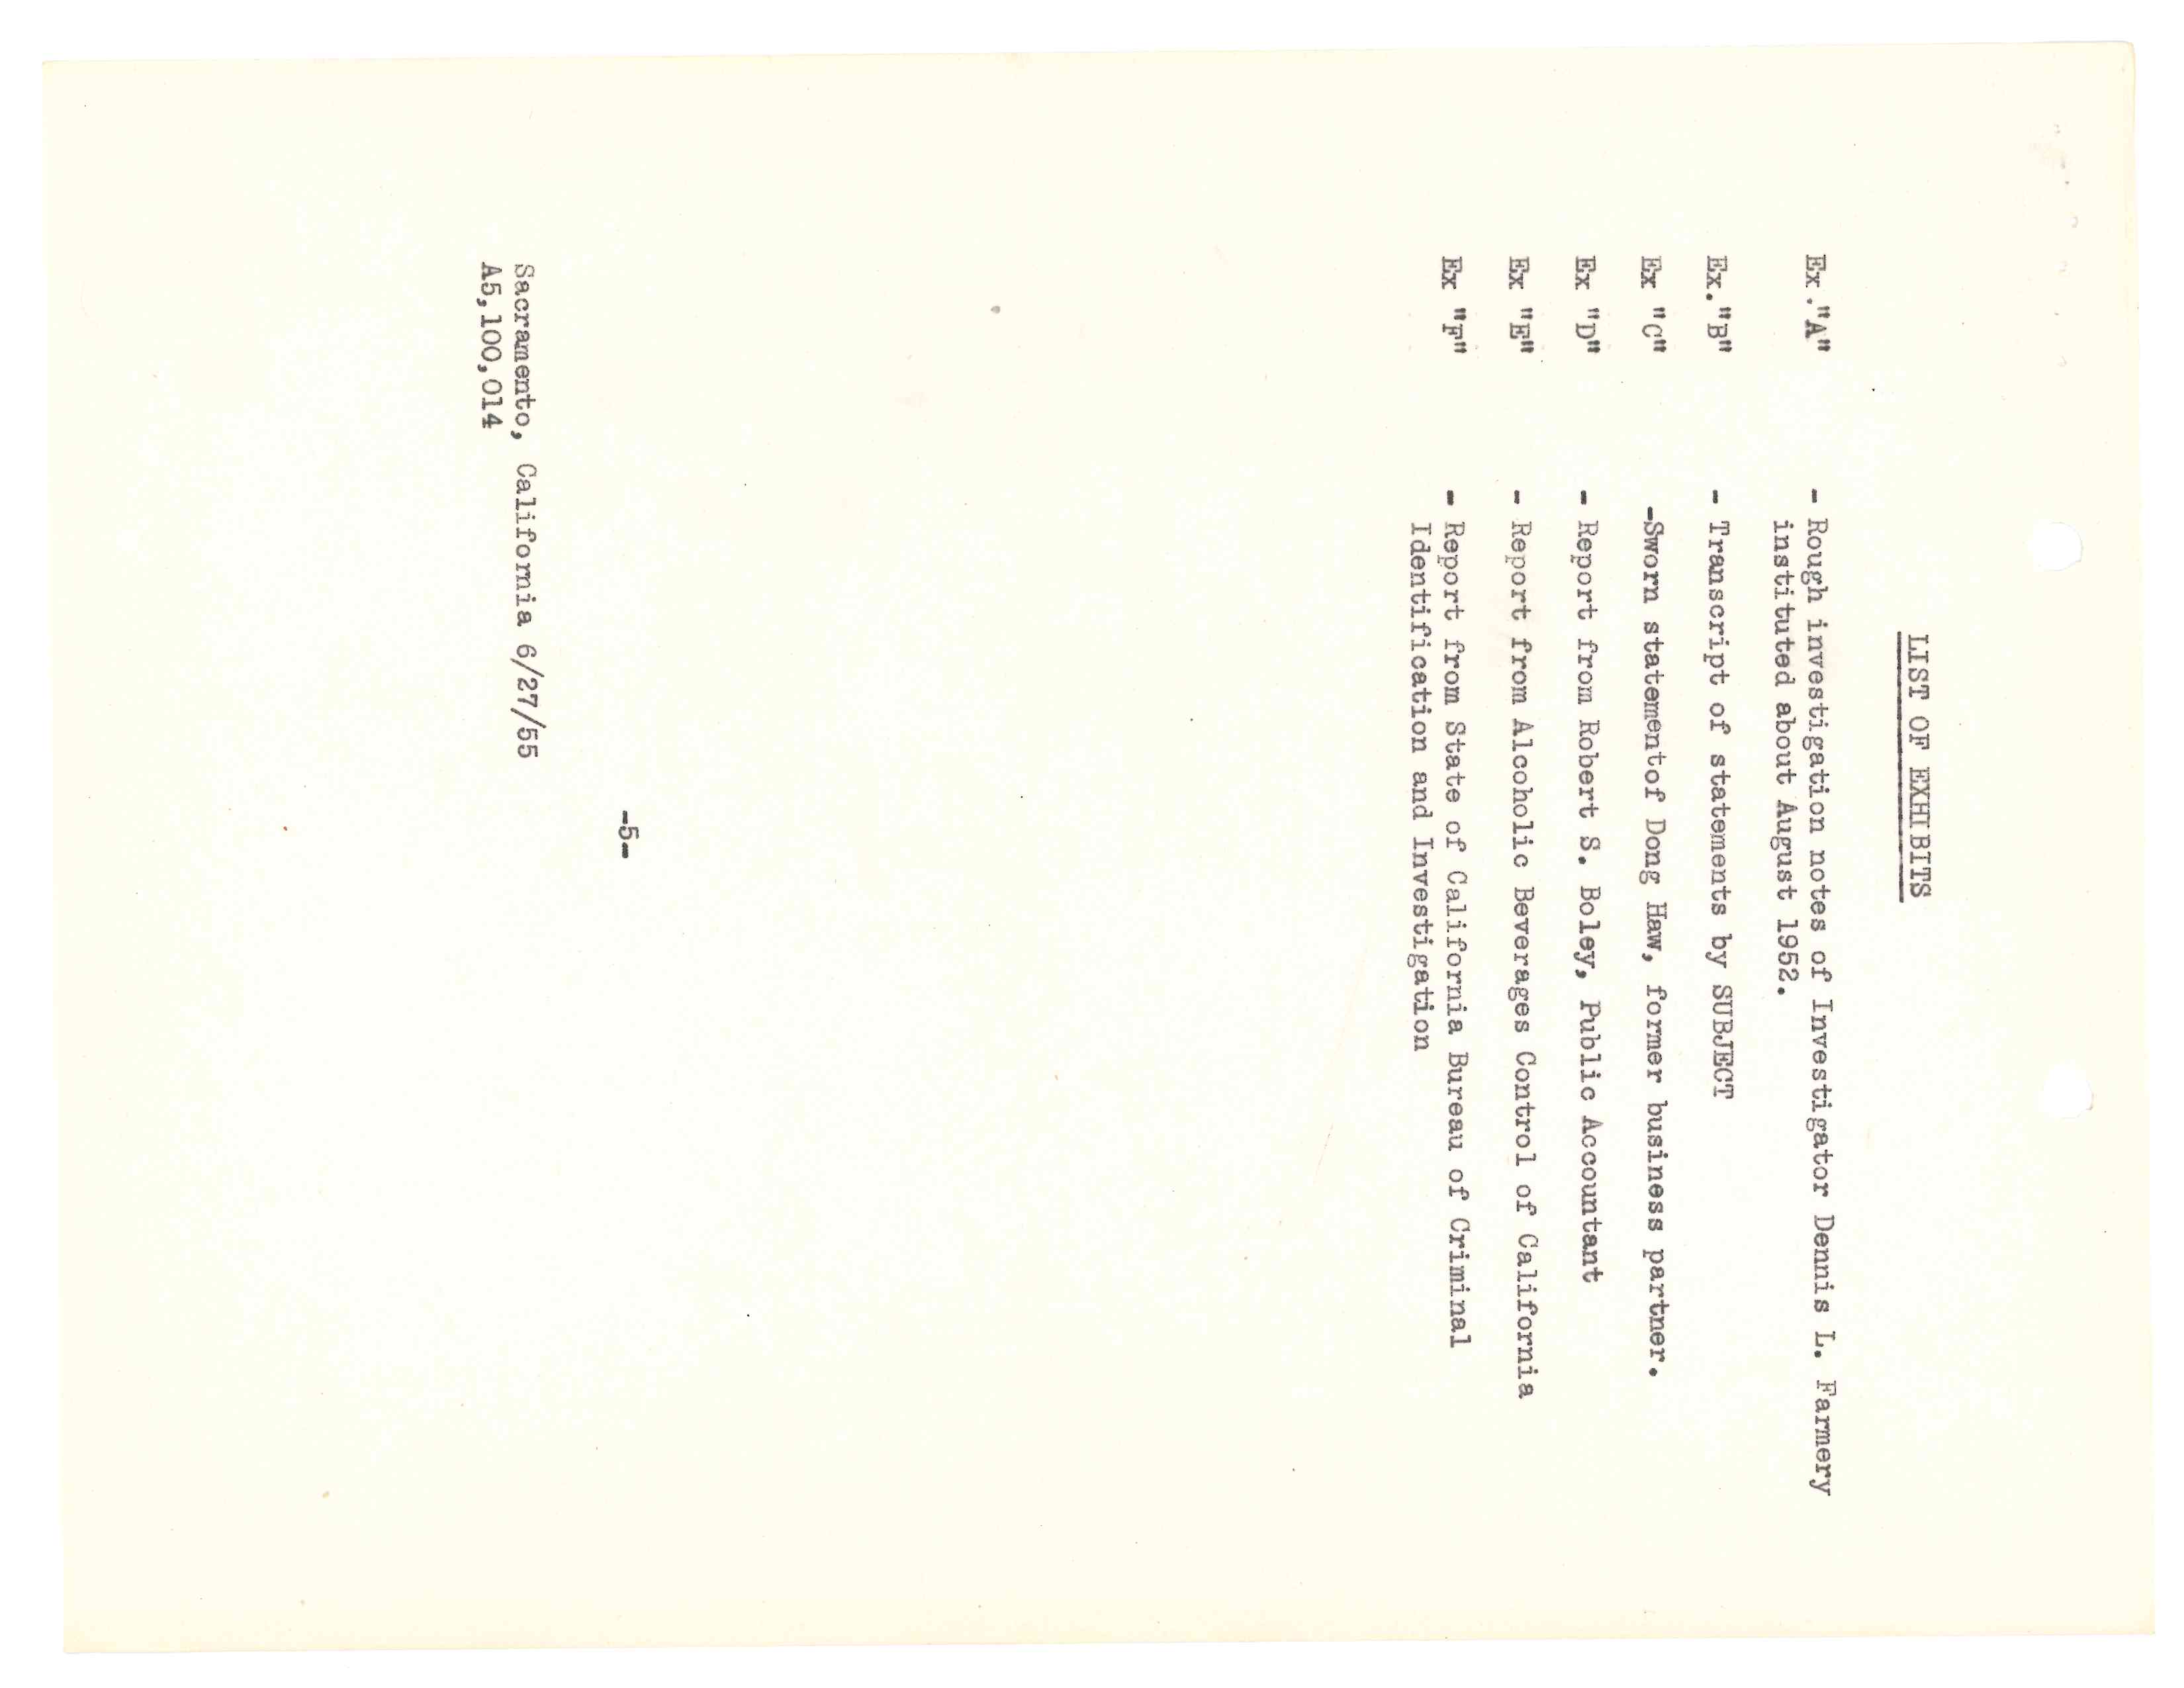 LIST OF EXHIBITS
Ex ."A" - Rough investigation notes of Investigator Dennis L. Farmery
instituted about August 1952.
Ex."B" - Transcript of statements by SUBJECT
Ex "C" -Sworn statementof Dong Haw, former business partner.
Ex "D" - Report from Robert S. Boley, Public Accountant
Ex "E" - Report from Alcoholic Beverages Control of California
Ex "F" - Report from State of California Bureau of Criminal
Identification and Investigation
-5-
Sacramento, California 6/27/55
A5,100,014